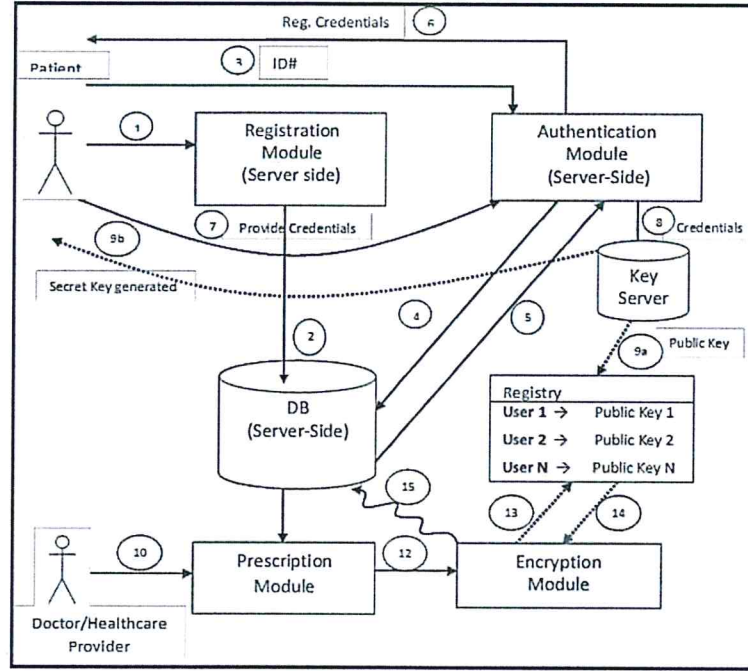 Reg. Credentials 6
3 ID#
Patient
1
Registration
Module
(Server side)
Authentication
Module
(Server-Side)
7 Provide Credentials
8 Credentials
9b
Secret Key generated
Key
Server
4
5
2
9a Public Key
DB
(Server-Side)
Registry
User 1 → Public Key 1
User 2 → Public Key 2
User N → Public Key N
15
13
14
10
Prescription
Module
12
Encryption
Module
Doctor/Healthcare
Provider